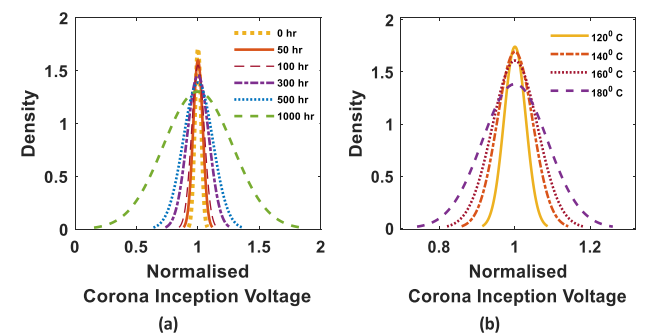 2
1.5
1
0.5
0
Density
0 hr
50 hr
100 hr
300 hr
500 hr
1000 hr
0 0.5 1 1.5 2
Normalised
Corona Inception Voltage
(a)
2
1.5
1
0.5
0
Density
120⁰ C
140⁰ C
160⁰ C
180⁰ C
0.8 1 1.2
Normalised
Corona Inception Voltage
(b)